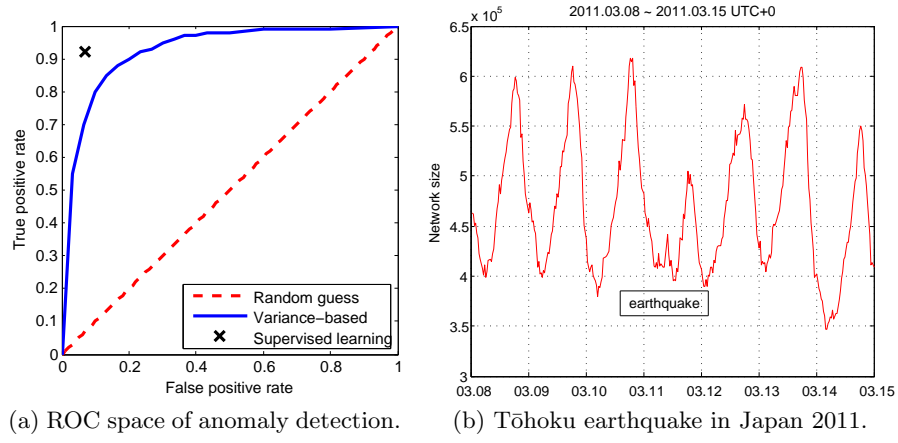 1
0.9
0.8
0.7
0.6
0.5
0.4
0.3
0.2
0.1
0
True positive rate
0 0.2 0.4 0.6 0.8 1
False positive rate
Random guess
Variance−based
Supervised learning
(a) ROC space of anomaly detection.
2011.03.08 ~ 2011.03.15 UTC+0
x 10⁵
6.5
6
5.5
5
4.5
4
3.5
3
Network size
earthquake
03.08 03.09 03.10 03.11 03.12 03.13 03.14 03.15
(b) Tōhoku earthquake in Japan 2011.